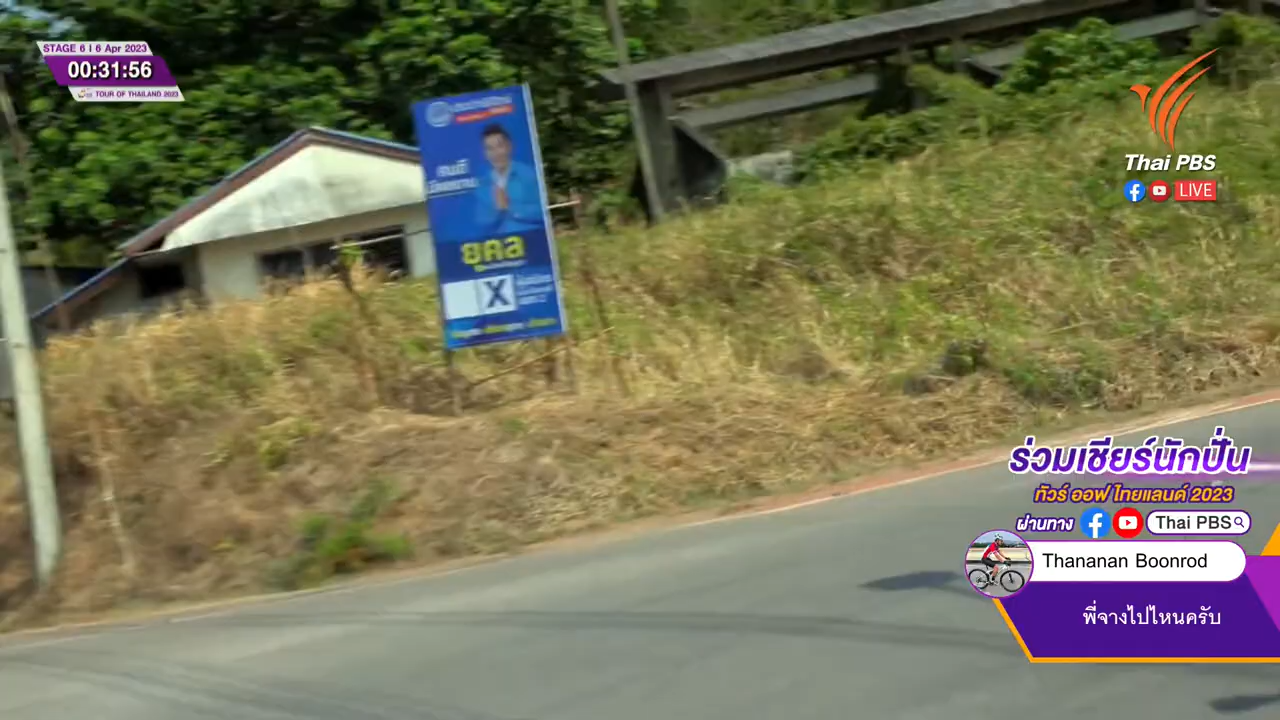 STAGE 6 | 6 Apr 2023
00:31:56
TOUR OF THAILAND 2023
Thai PBS
LIVE
ยุคล
X
ร่วมเชียร์นักปั่น
ทัวร์ ออฟ ไทยแลนด์ 2023
ผ่านทาง
Thai PBS
Thananan Boonrod
พี่จางไปไหนครับ